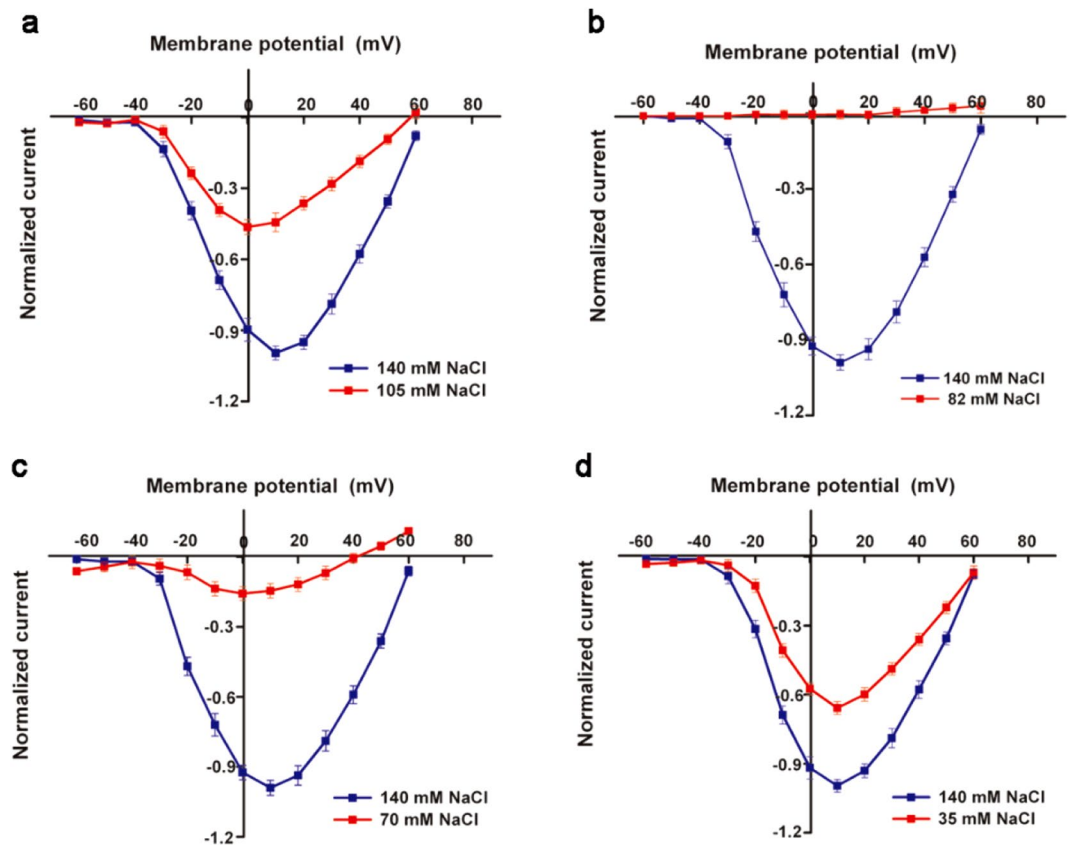 a
Membrane potential (mV)
-60 -40 -20 0 20 40 60 80
-0.3
-0.6
-0.9
-1.2
Normalized current
140 mM NaCl
105 mM NaCl
b
Membrane potential (mV)
-60 -40 -20 0 20 40 60 80
-0.3
-0.6
-0.9
-1.2
Normalized current
140 mM NaCl
82 mM NaCl
c
Membrane potential (mV)
-60 -40 -20 0 20 40 60 80
-0.3
-0.6
-0.9
-1.2
Normalized current
140 mM NaCl
70 mM NaCl
d
Membrane potential (mV)
-60 -40 -20 0 20 40 60 80
-0.3
-0.6
-0.9
-1.2
Normalized current
140 mM NaCl
35 mM NaCl